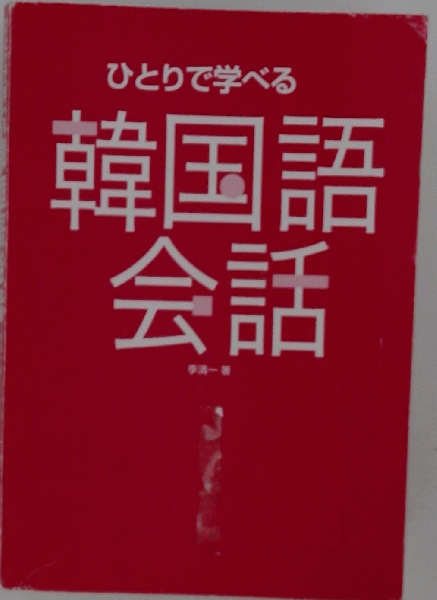 ひとりで学べる
韓国語
会話
李清一 著